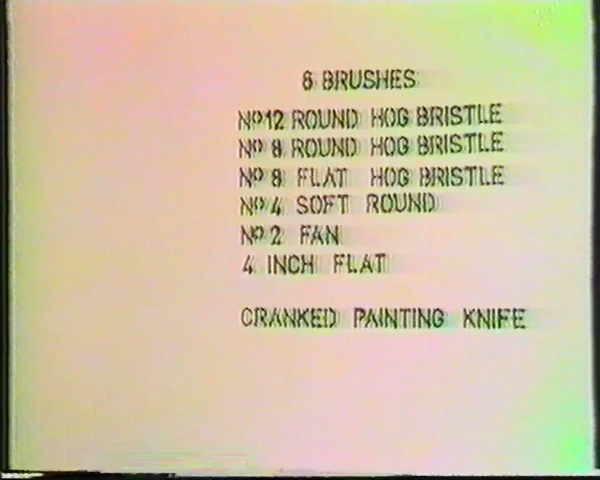 6 BRUSHES
Nº12 ROUND HOG BRISTLE
Nº 8 ROUND HOG BRISTLE
Nº 8 FLAT HOG BRISTLE
Nº 4 SOFT ROUND
Nº 2 FAN
4 INCH FLAT
CRANKED PAINTING KNIFE